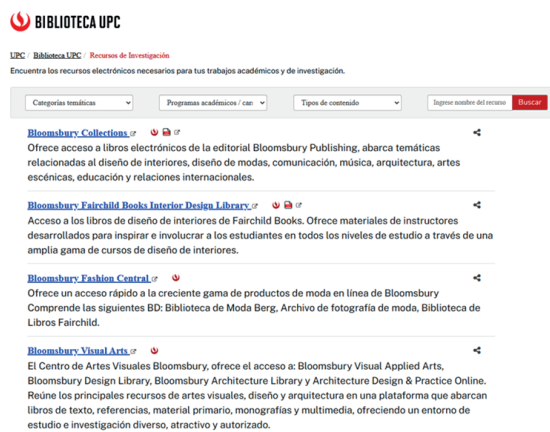 BIBLIOTECA UPC
UPC / Biblioteca UPC / Recursos de Investigación
Encuentra los recursos electrónicos necesarios para tus trabajos académicos y de investigación.
Categorías temáticas Programas académicos / can Tipos de contenido Ingrese nombre del recurso Buscar
Bloomsbury Collections
Ofrece acceso a libros electrónicos de la editorial Bloomsbury Publishing, abarca temáticas
relacionadas al diseño de interiores, diseño de modas, comunicación, música, arquitectura, artes
escénicas, educación y relaciones internacionales.
Bloomsbury Fairchild Books Interior Design Library
Acceso a los libros de diseño de interiores de Fairchild Books. Ofrece materiales de instructores
desarrollados para inspirar e involucrar a los estudiantes en todos los niveles de estudio a través de una
amplia gama de cursos de diseño de interiores.
Bloomsbury Fashion Central
Ofrece un acceso rápido a la creciente gama de productos de moda en línea de Bloomsbury
Comprende las siguientes BD: Biblioteca de Moda Berg, Archivo de fotografía de moda, Biblioteca de
Libros Fairchild.
Bloomsbury Visual Arts
El Centro de Artes Visuales Bloomsbury, ofrece el acceso a: Bloomsbury Visual Applied Arts,
Bloomsbury Design Library, Bloomsbury Architecture Library y Architecture Design & Practice Online.
Reúne los principales recursos de artes visuales, diseño y arquitectura en una plataforma que abarcan
libros de texto, referencias, material primario, monografías y multimedia, ofreciendo un entorno de
estudio e investigación diverso, atractivo y autorizado.